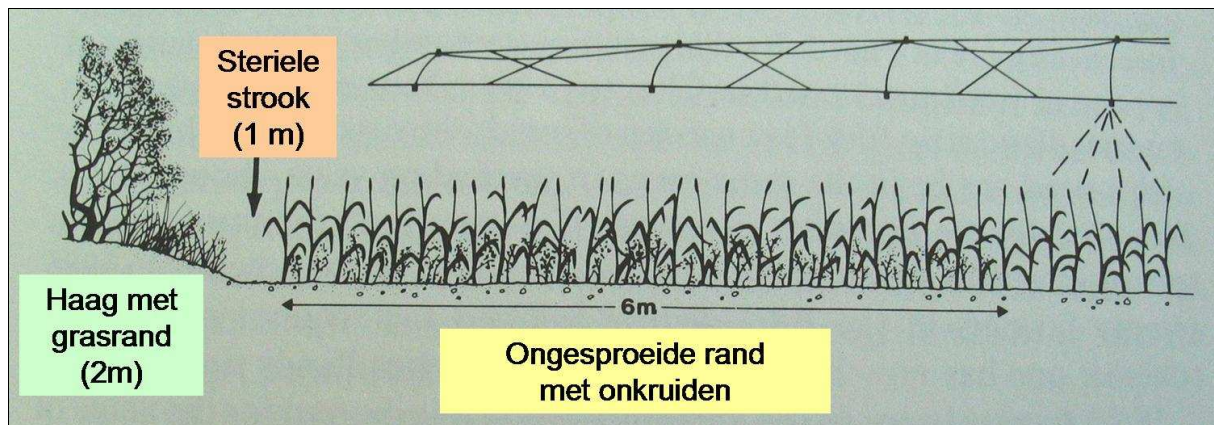 Steriele
strook
(1 m)
Haag met
grasrand
(2m)
6m
Ongesproeide rand
met onkruiden